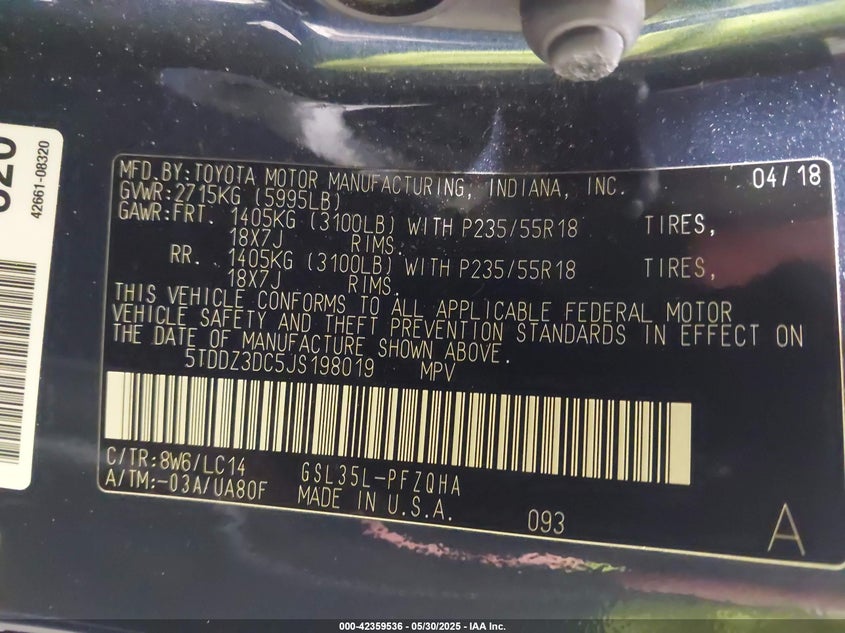 42661-08320
MFD. BY: TOYOTA MOTOR MANUFACTURING, INDIANA, INC. 04/18
GVWR: 2715KG (5995LB)
GAWR: FRT. 1405KG (3100LB) WITH P235/55R18 TIRES,
18X7J RIMS.
RR. 1405KG (3100LB) WITH P235/55R18 TIRES,
18X7J RIMS.
THIS VEHICLE CONFORMS TO ALL APPLICABLE FEDERAL MOTOR
VEHICLE SAFETY AND THEFT PREVENTION STANDARDS IN EFFECT ON
THE DATE OF MANUFACTURE SHOWN ABOVE.
5TDDZ3DC5JS198019 MPV
C/TR: 8W6/LC14 GSL35L-PFZQHA
A/TM:-03A/UA80F MADE IN U.S.A. 093 A
000-42359536 - 05/30/2025 - IAA Inc.